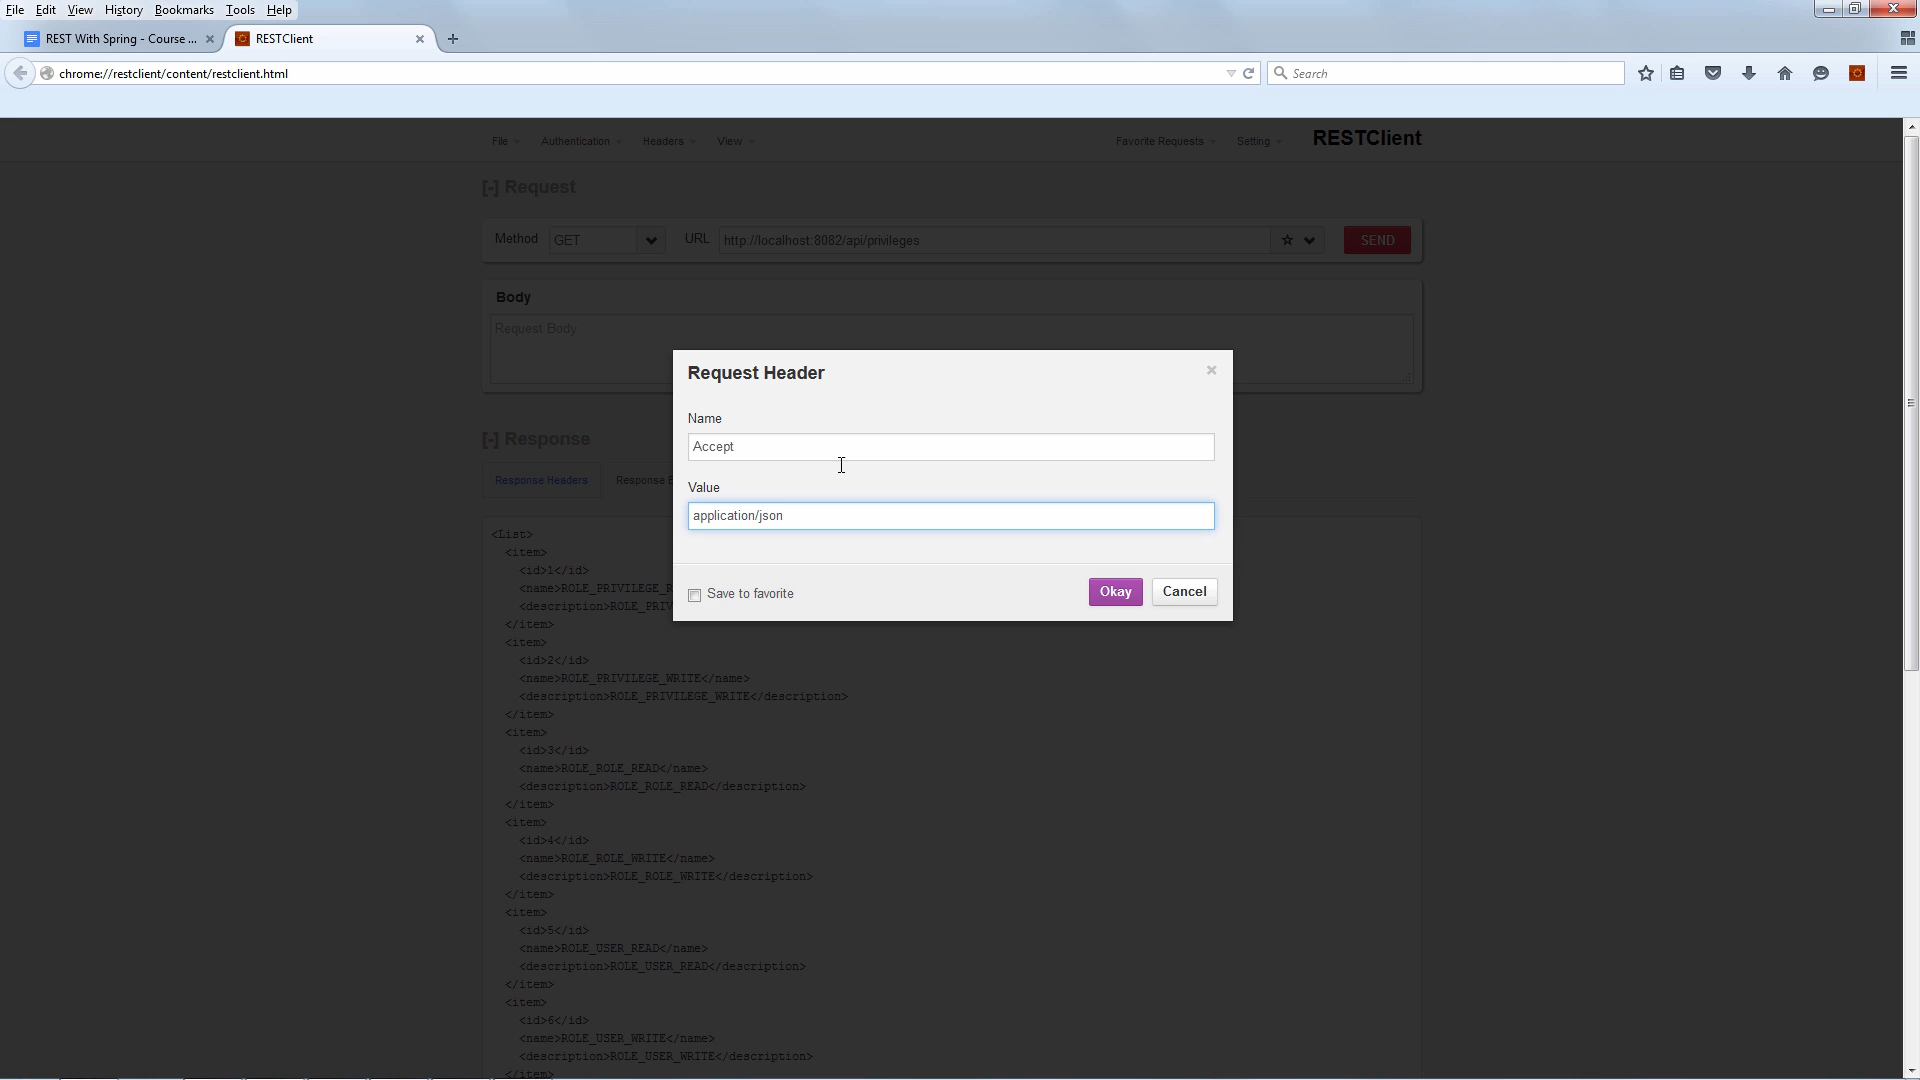 File Edit View History Bookmarks Tools Help
REST With Spring - Course ... RESTClient
chrome://restclient/content/restclient.html Search
File Authentication Headers View Favorite Requests Setting RESTClient
[-] Request
Method GET URL http://localhost:8082/api/privileges SEND
Body
Request Body
Request Header
Name
Accept
[-] Response
Response Headers Response
Value
application/json
Save to favorite Okay Cancel
<List>
<item>
<id>1</id>
<name>ROLE_PRIVILEGE_
<description>ROLE_PRIV
</item>
<item>
<id>2</id>
<name>ROLE_PRIVILEGE_WRITE</name>
<description>ROLE_PRIVILEGE_WRITE</description>
</item>
<item>
<id>3</id>
<name>ROLE_ROLE_READ</name>
<description>ROLE_ROLE_READ</description>
</item>
<item>
<id>4</id>
<name>ROLE_ROLE_WRITE</name>
<description>ROLE_ROLE_WRITE</description>
</item>
<item>
<id>5</id>
<name>ROLE_USER_READ</name>
<description>ROLE_USER_READ</description>
</item>
<item>
<id>6</id>
<name>ROLE_USER_WRITE</name>
<description>ROLE_USER_WRITE</description>
</item>